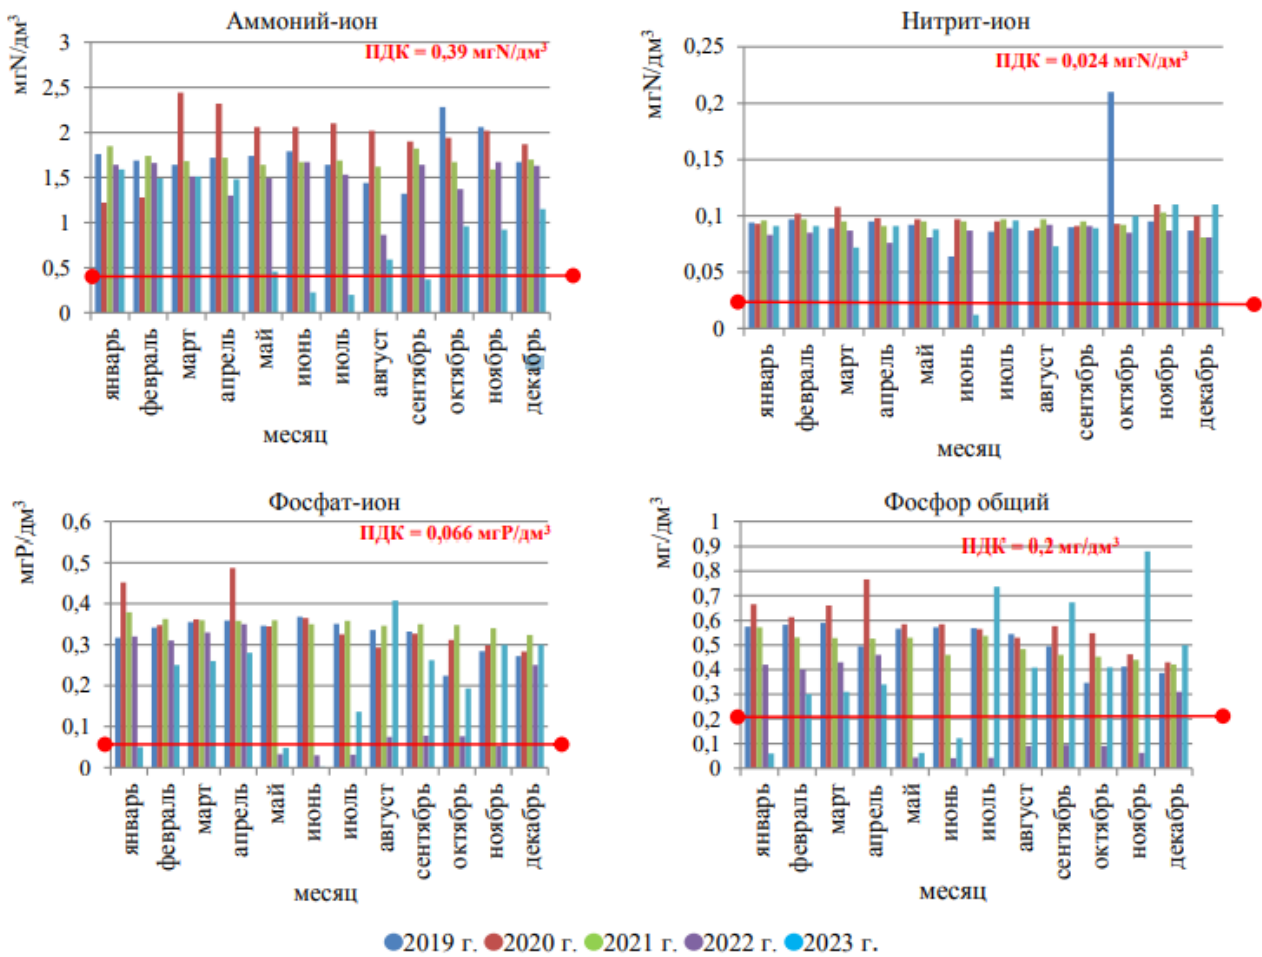 Аммоний-ион
мгN/дм³
ПДК = 0,39 мгN/дм³
3
2,5
2
1,5
1
0,5
0
январь
февраль
март
апрель
май
июнь
июль
август
сентябрь
октябрь
ноябрь
декабрь
месяц
Нитрит-ион
мгN/дм³
ПДК = 0,024 мгN/дм³
0,25
0,2
0,15
0,1
0,05
0
январь
февраль
март
апрель
май
июнь
июль
август
сентябрь
октябрь
ноябрь
декабрь
месяц
Фосфат-ион
мгP/дм³
ПДК = 0,066 мгP/дм³
0,6
0,5
0,4
0,3
0,2
0,1
0
январь
февраль
март
апрель
май
июнь
июль
август
сентябрь
октябрь
ноябрь
декабрь
месяц
Фосфор общий
мг/дм³
ПДК = 0,2 мг/дм³
1
0,9
0,8
0,7
0,6
0,5
0,4
0,3
0,2
0,1
0
январь
февраль
март
апрель
май
июнь
июль
август
сентябрь
октябрь
ноябрь
декабрь
месяц
2019 г. 2020 г. 2021 г. 2022 г. 2023 г.